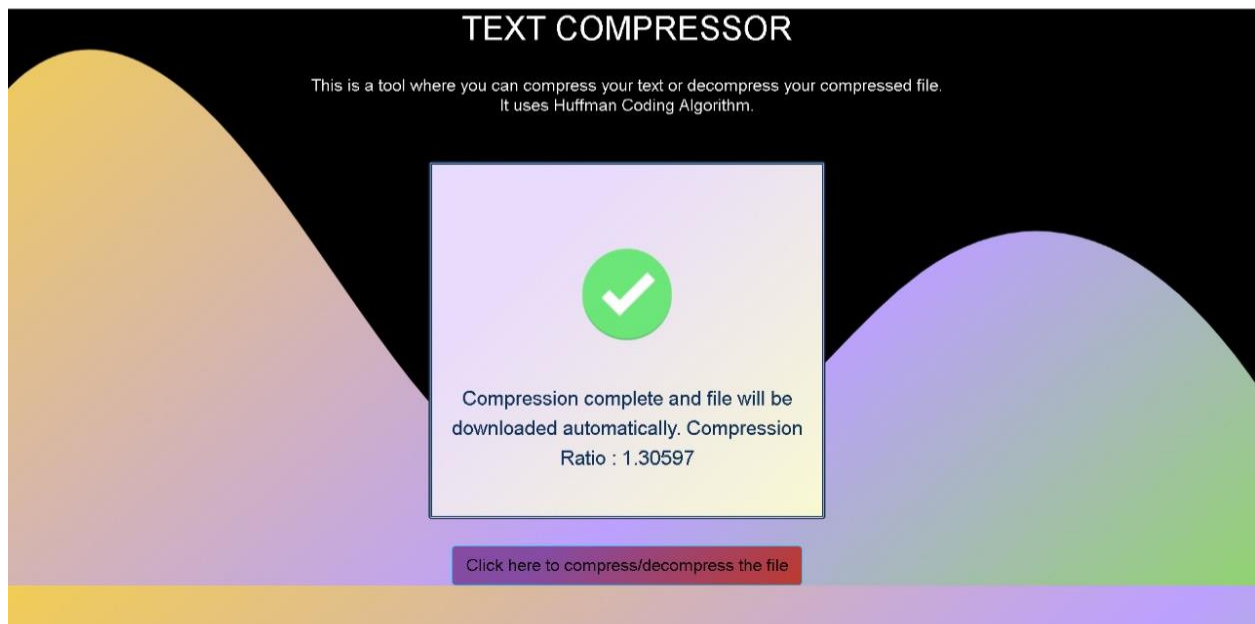 TEXT COMPRESSOR
This is a tool where you can compress your text or decompress your compressed file.
It uses Huffman Coding Algorithm.
Compression complete and file will be
downloaded automatically. Compression
Ratio : 1.30597
Click here to compress/decompress the file